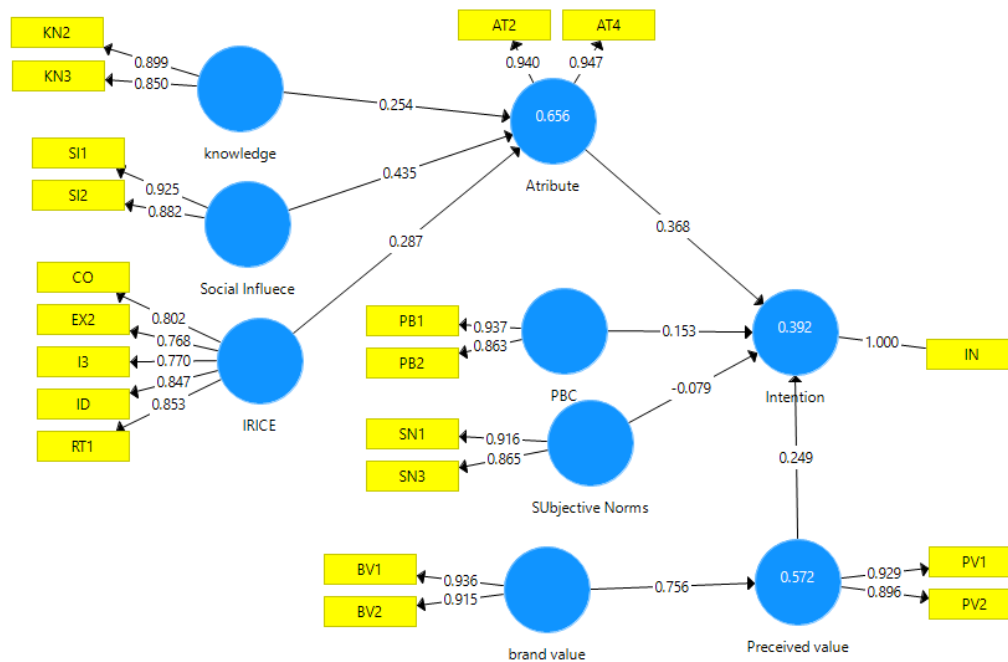 KN2
0.899
KN3
0.850
knowledge
0.254
AT2
AT4
0.940
0.947
0.656
Atribute
SI1
0.925
SI2
0.882
Social Influece
0.435
0.287
0.368
CO
0.802
EX2
0.768
I3
0.770
ID
0.847
RT1
0.853
IRICE
PB1
0.937
PB2
0.863
PBC
0.153
0.392
Intention
1.000
IN
-0.079
SN1
0.916
SN3
0.865
SUbjective Norms
0.249
BV1
0.936
BV2
0.915
brand value
0.756
0.572
Preceived value
0.929
PV1
0.896
PV2